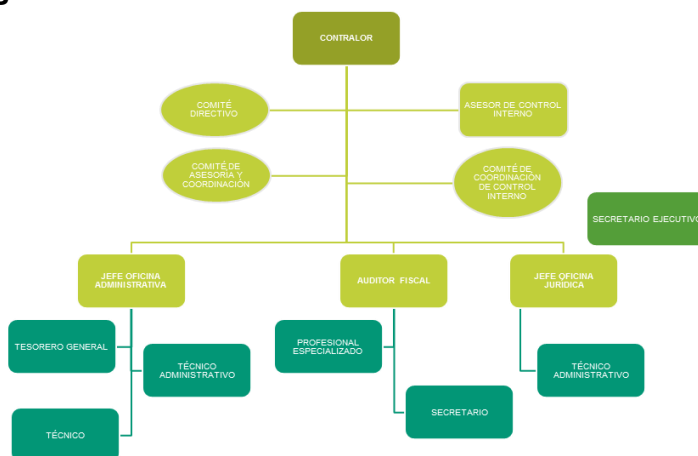 CONTRALOR
COMITÉ
DIRECTIVO
ASESOR DE CONTROL
INTERNO
COMITÉ DE
ASESORÍA Y
COORDINACIÓN
COMITÉ DE
COORDINACIÓN
DE CONTROL
INTERNO
SECRETARIO EJECUTIVO
JEFE OFICINA
ADMINISTRATIVA
AUDITOR FISCAL
JEFE OFICINA
JURÍDICA
TESORERO GENERAL
TÉCNICO
ADMINISTRATIVO
PROFESIONAL
ESPECIALIZADO
TÉCNICO
ADMINISTRATIVO
SECRETARIO
TÉCNICO